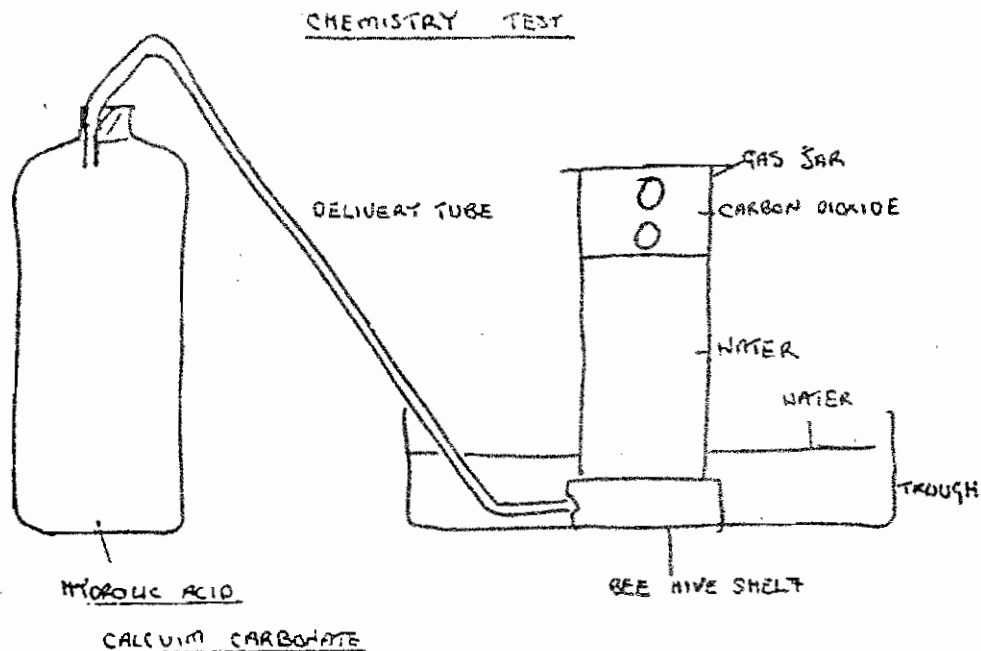 CHEMISTRY TEST
GAS JAR
CARBON DIOXIDE
DELIVERY TUBE
WATER
WATER
TROUGH
BEE HIVE SHELF
HYDROLIC ACID
CALCUIM CARBONATE